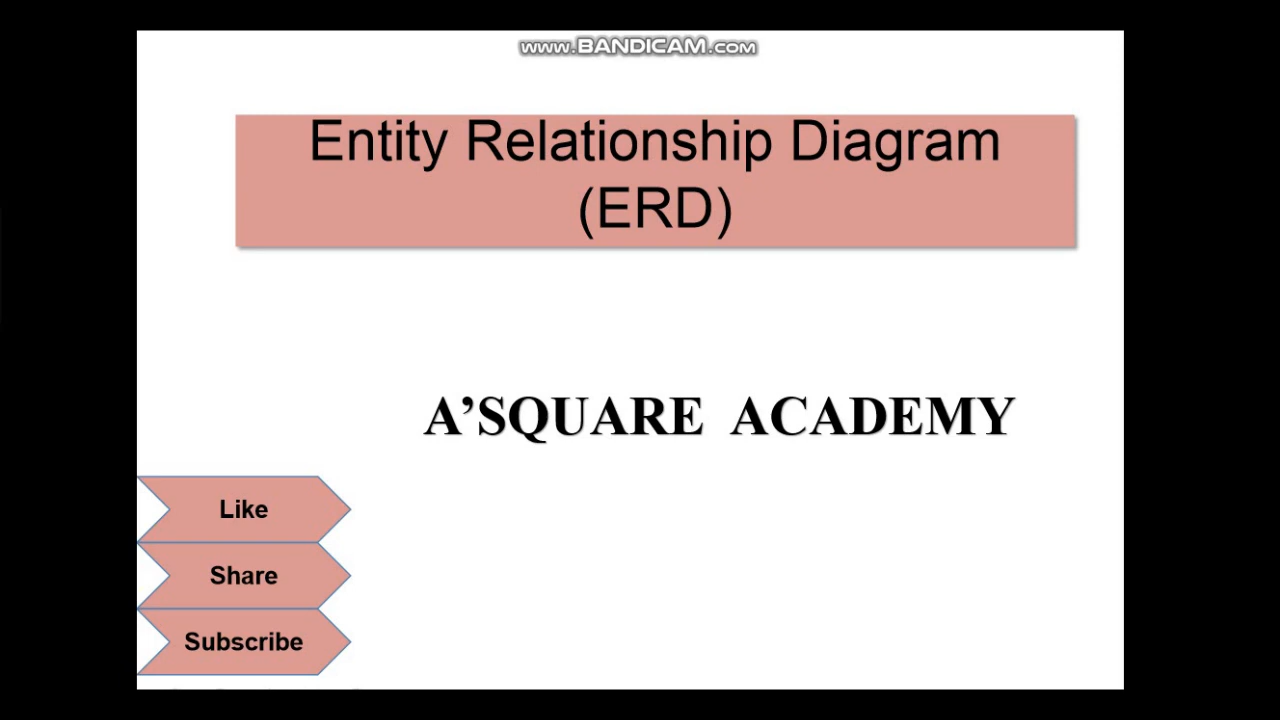 www.BANDICAM.com
Entity Relationship Diagram
(ERD)
A’SQUARE ACADEMY
Like
Share
Subscribe